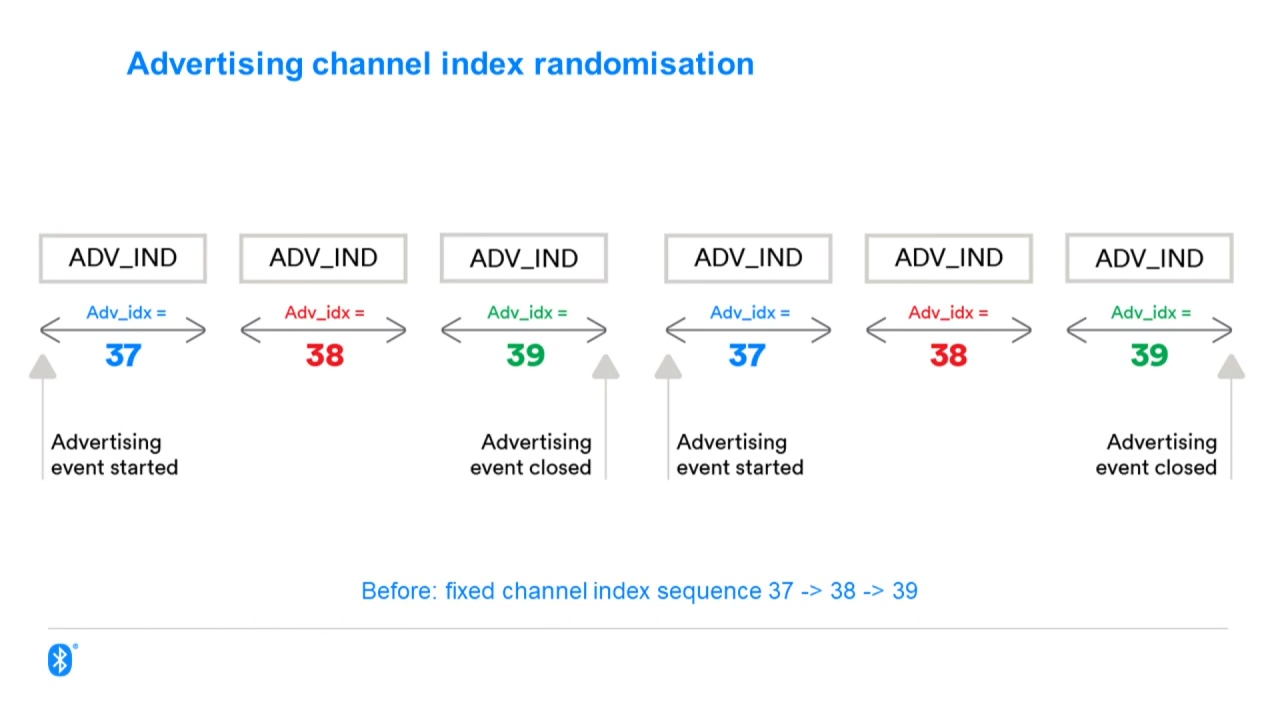 Advertising channel index randomisation
ADV_IND ADV_IND ADV_IND ADV_IND ADV_IND ADV_IND
Adv_idx = Adv_idx = Adv_idx = Adv_idx = Adv_idx = Adv_idx =
37 38 39 37 38 39
Advertising
event started
Advertising
event closed
Advertising
event started
Advertising
event closed
Before: fixed channel index sequence 37 -> 38 -> 39
®